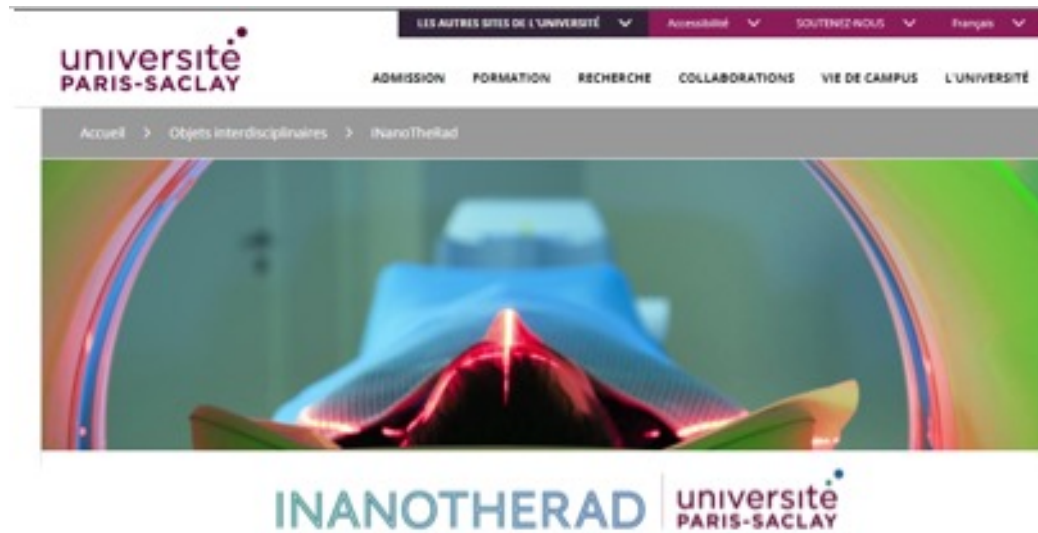 LES AUTRES SITES DE L'UNIVERSITÉ Accessibilité SOUTENEZ-NOUS Français
université
PARIS-SACLAY
ADMISSION FORMATION RECHERCHE COLLABORATIONS VIE DE CAMPUS L'UNIVERSITÉ
Accueil > Objets interdisciplinaires > INanoTheRad
INANOTHERAD
université
PARIS-SACLAY